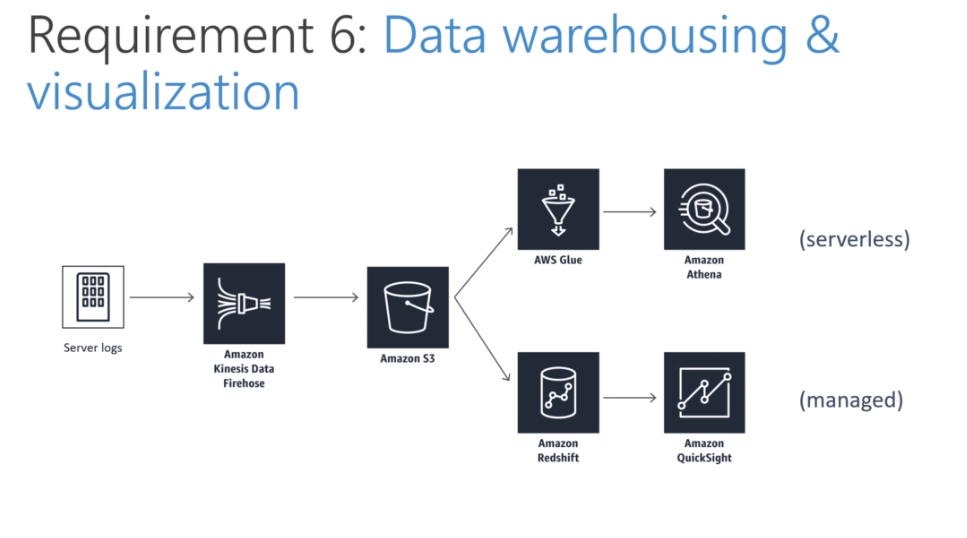 Requirement 6: Data warehousing &
visualization
AWS Glue
Amazon
Athena
(serverless)
Server logs
Amazon
Kinesis Data
Firehose
Amazon S3
Amazon
Redshift
Amazon
QuickSight
(managed)